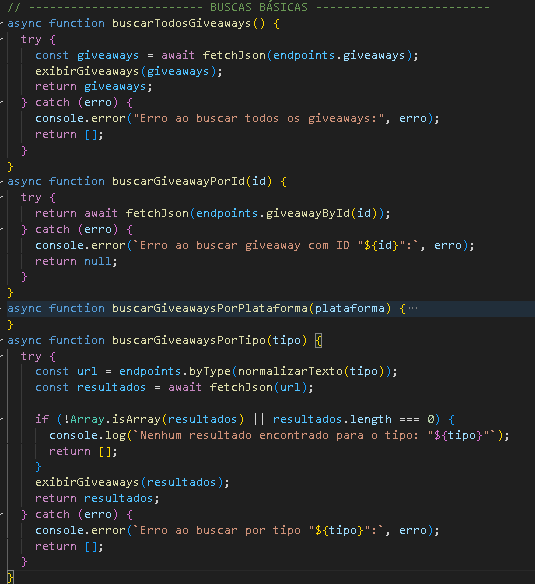 // ------------------------- BUSCAS BÁSICAS -------------------------
async function buscarTodosGiveaways() {
  try {
    const giveaways = await fetchJson(endpoints.giveaways);
    exibirGiveaways(giveaways);
    return giveaways;
  } catch (erro) {
    console.error("Erro ao buscar todos os giveaways:", erro);
    return [];
  }
}
async function buscarGiveawayPorId(id) {
  try {
    return await fetchJson(endpoints.giveawayById(id));
  } catch (erro) {
    console.error(`Erro ao buscar giveaway com ID "${id}":`, erro);
    return null;
  }
}
async function buscarGiveawaysPorPlataforma(plataforma) {···
}
async function buscarGiveawaysPorTipo(tipo) {
  try {
    const url = endpoints.byType(normalizarTexto(tipo));
    const resultados = await fetchJson(url);

    if (!Array.isArray(resultados) || resultados.length === 0) {
      console.log(`Nenhum resultado encontrado para o tipo: "${tipo}"`);
      return [];
    }
    exibirGiveaways(resultados);
    return resultados;
  } catch (erro) {
    console.error(`Erro ao buscar por tipo "${tipo}":`, erro);
    return [];
  }
}